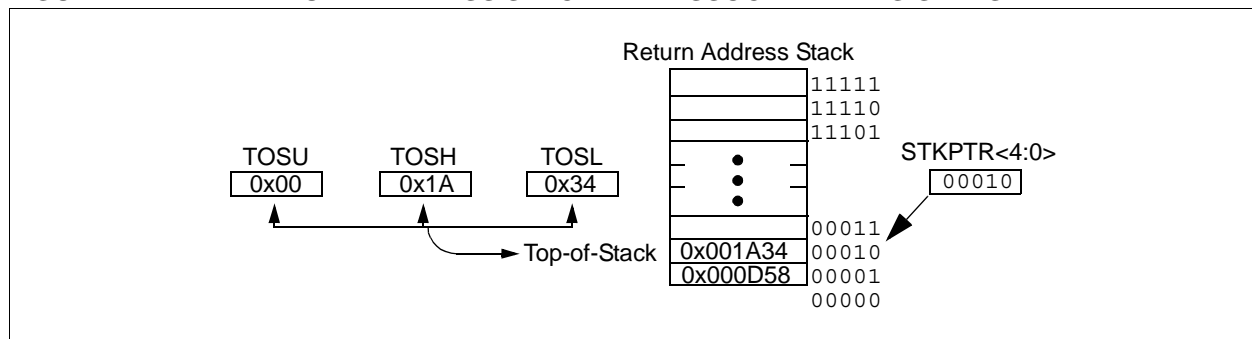 Return Address Stack
11111
11110
11101
TOSU TOSH TOSL
0x00 0x1A 0x34
STKPTR<4:0>
00010
00011
Top-of-Stack 0x001A34 00010
0x000D58 00001
00000